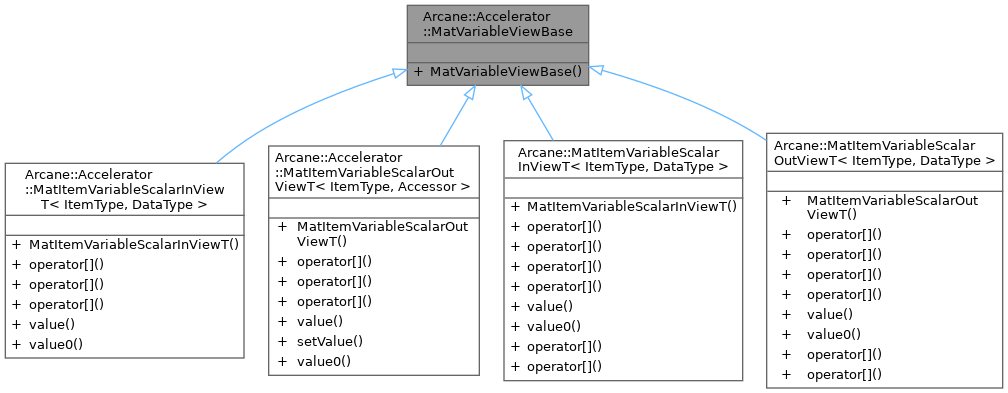 Arcane::Accelerator
::MatVariableViewBase
+ MatVariableViewBase()
Arcane::Accelerator
::MatItemVariableScalarInView
T< ItemType, DataType >
+ MatItemVariableScalarInViewT()
+ operator[]()
+ operator[]()
+ operator[]()
+ value()
+ value0()
Arcane::Accelerator
::MatItemVariableScalarOut
ViewT< ItemType, Accessor >
+ MatItemVariableScalarOut
ViewT()
+ operator[]()
+ operator[]()
+ operator[]()
+ value()
+ setValue()
+ value0()
Arcane::MatItemVariableScalar
InViewT< ItemType, DataType >
+ MatItemVariableScalarInViewT()
+ operator[]()
+ operator[]()
+ operator[]()
+ operator[]()
+ value()
+ value0()
+ operator[]()
+ operator[]()
Arcane::MatItemVariableScalar
OutViewT< ItemType, DataType >
+ MatItemVariableScalarOut
ViewT()
+ operator[]()
+ operator[]()
+ operator[]()
+ operator[]()
+ value()
+ value0()
+ operator[]()
+ operator[]()